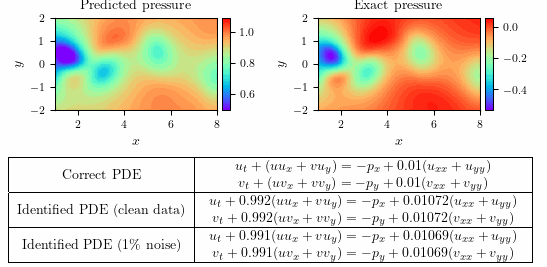 Predicted pressure
Exact pressure
2
1
0
−1
−2
y
2 4 6 8
x
1.0
0.8
0.6
2
1
0
−1
−2
y
2 4 6 8
x
0.0
−0.2
−0.4
Correct PDE
u_t + (uu_x + vu_y) = −p_x + 0.01(u_xx + u_yy)
v_t + (uv_x + vv_y) = −p_y + 0.01(v_xx + v_yy)
Identified PDE (clean data)
u_t + 0.992(uu_x + vu_y) = −p_x + 0.01072(u_xx + u_yy)
v_t + 0.992(uv_x + vv_y) = −p_y + 0.01072(v_xx + v_yy)
Identified PDE (1% noise)
u_t + 0.991(uu_x + vu_y) = −p_x + 0.01069(u_xx + u_yy)
v_t + 0.991(uv_x + vv_y) = −p_y + 0.01069(v_xx + v_yy)